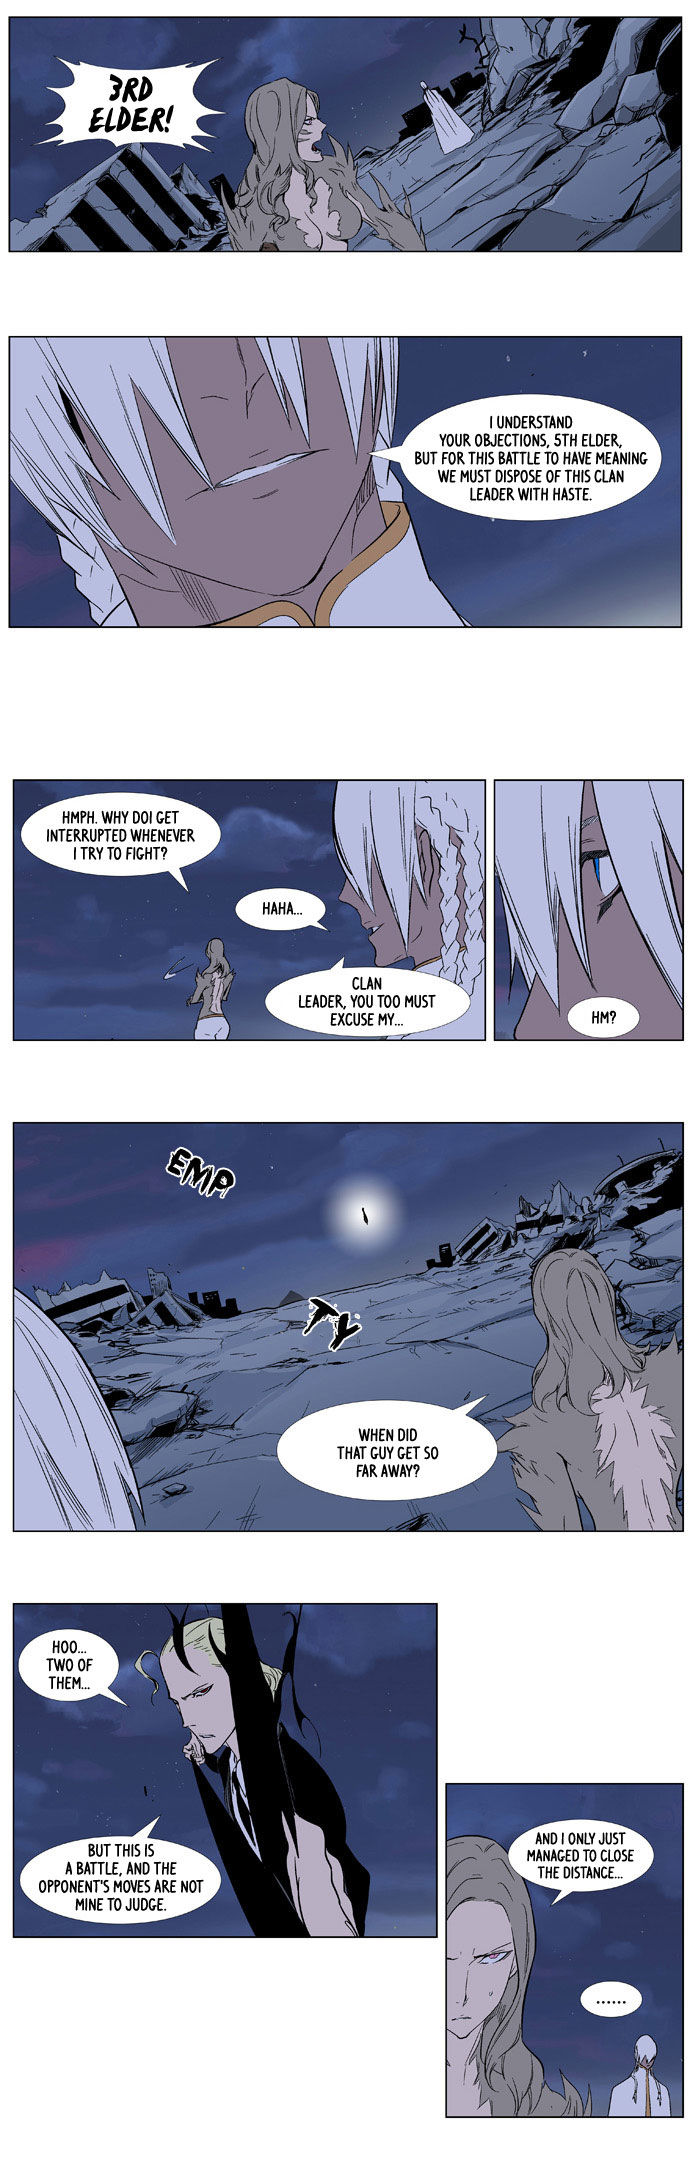 3RD
ELDER!
I UNDERSTAND
YOUR OBJECTIONS, 5TH ELDER,
BUT FOR THIS BATTLE TO HAVE MEANING
WE MUST DISPOSE OF THIS CLAN
LEADER WITH HASTE.
HMPH. WHY DOI GET
INTERRUPTED WHENEVER
I TRY TO FIGHT?
HAHA...
CLAN
LEADER, YOU TOO MUST
EXCUSE MY...
HM?
EMP
TY
WHEN DID
THAT GUY GET SO
FAR AWAY?
HOO...
TWO OF
THEM...
BUT THIS IS
A BATTLE, AND THE
OPPONENT'S MOVES ARE NOT
MINE TO JUDGE.
AND I ONLY JUST
MANAGED TO CLOSE
THE DISTANCE...
......